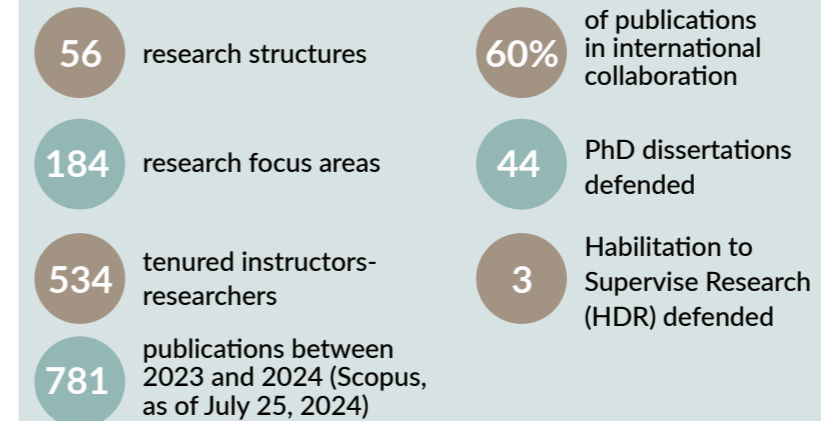 56
research structures
184
research focus areas
534
tenured instructors-
researchers
781
publications between
2023 and 2024 (Scopus,
as of July 25, 2024)
60%
of publications
in international
collaboration
44
PhD dissertations
defended
3
Habilitation to
Supervise Research
(HDR) defended